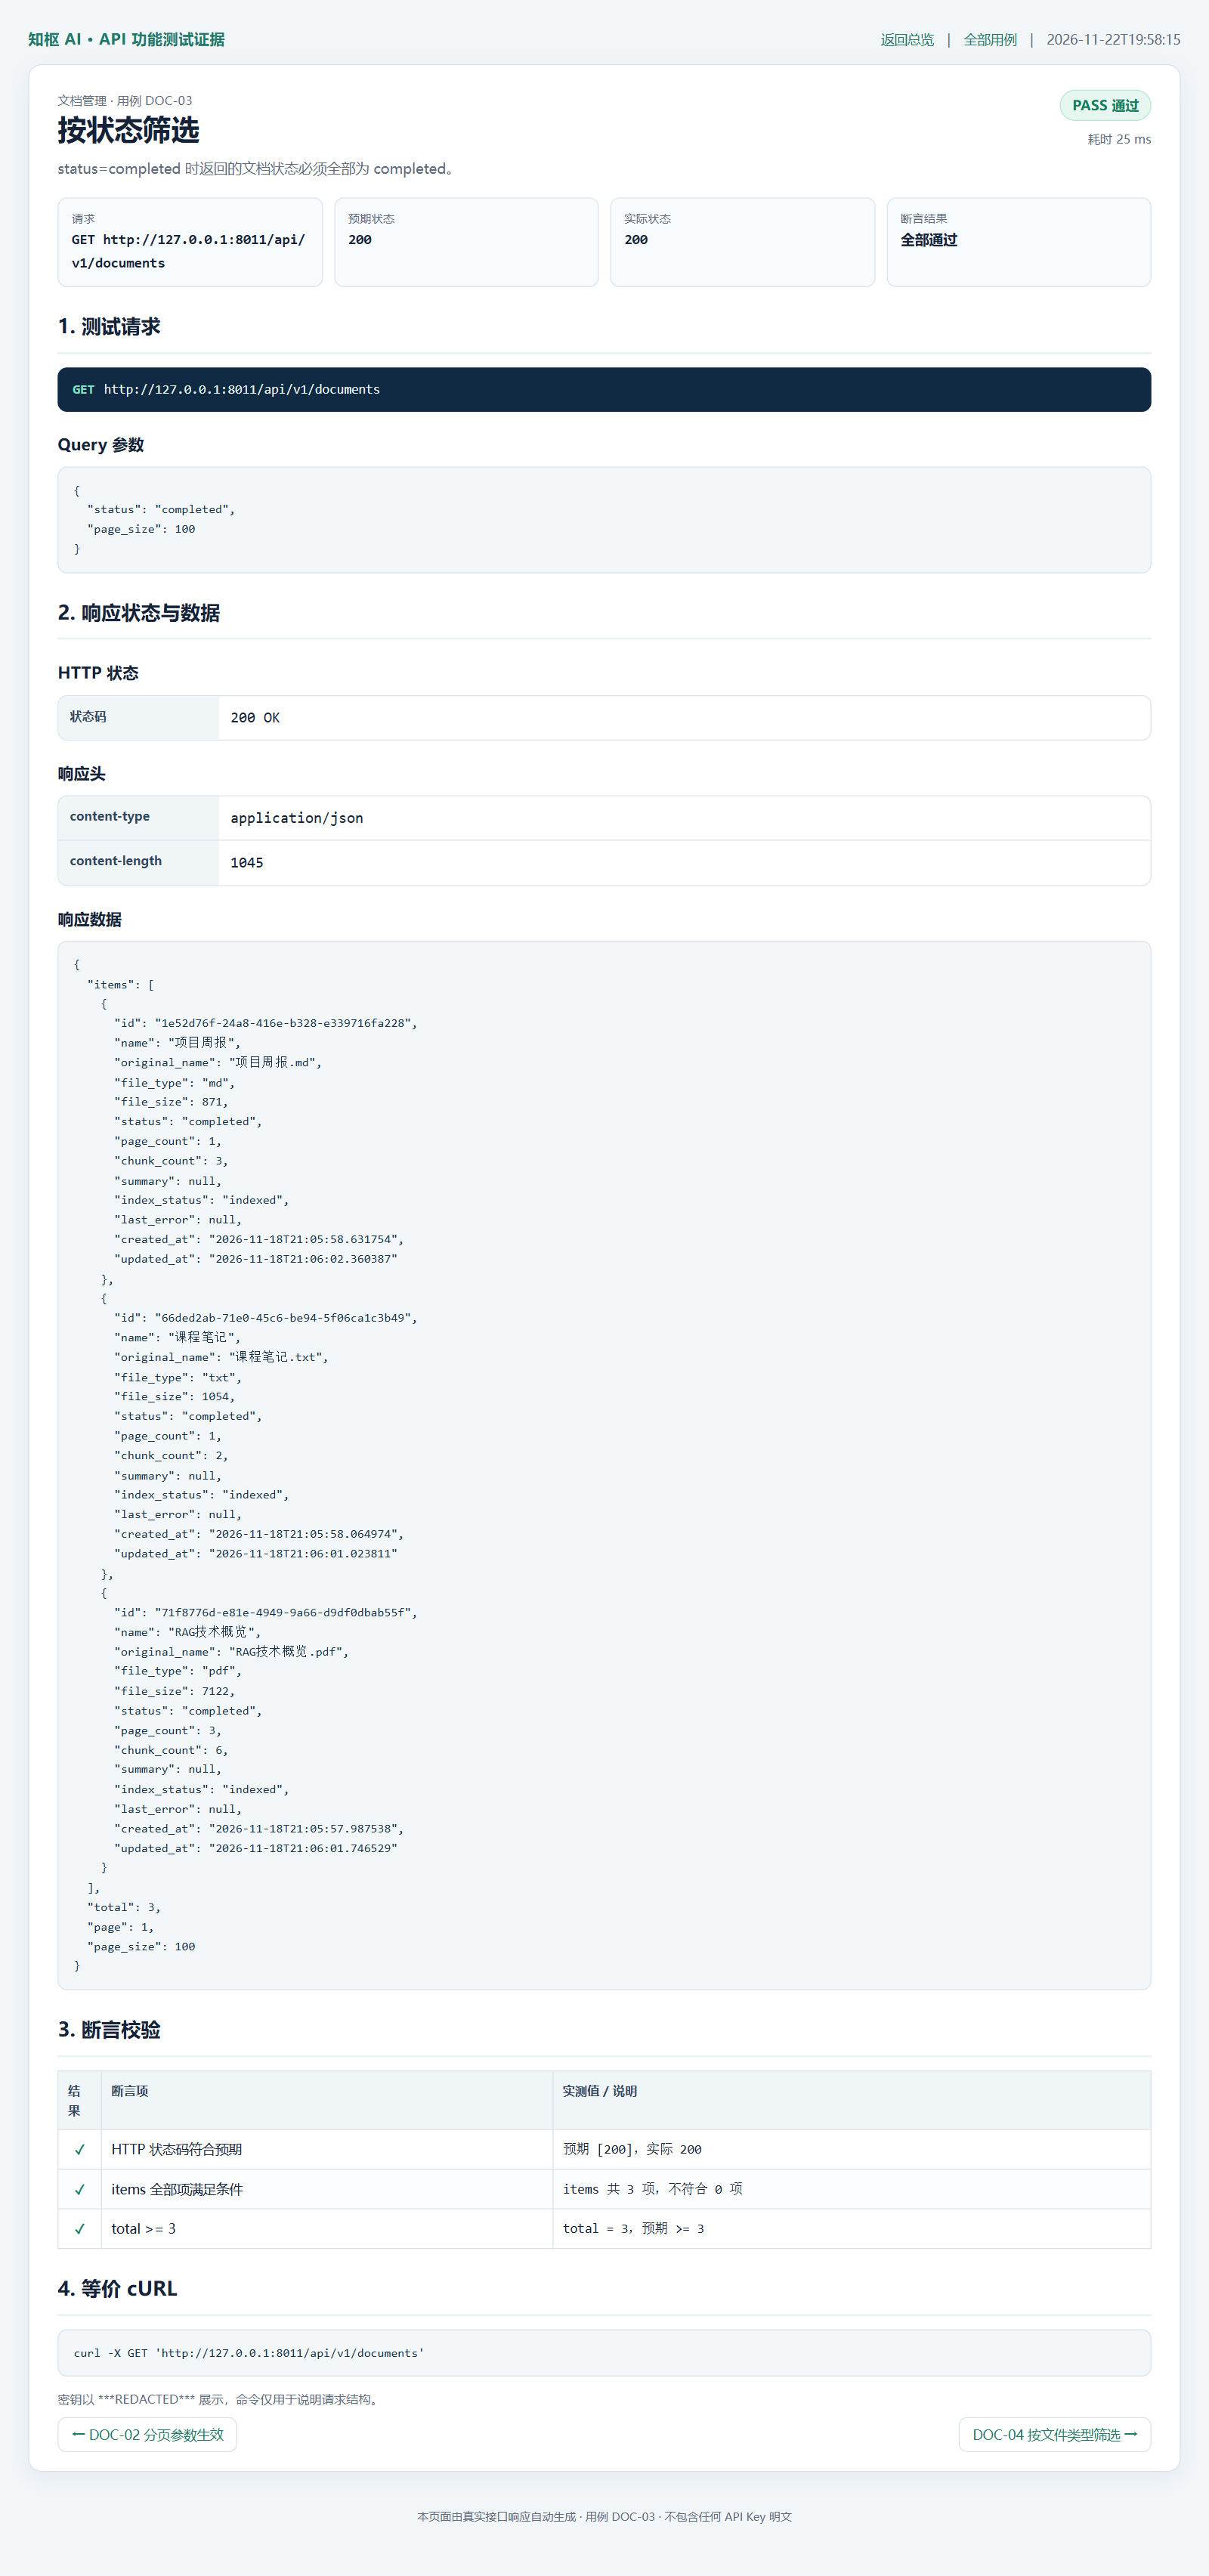 知枢 AI · API 功能测试证据
返回总览 | 全部用例 | 2026-11-22T19:58:15
文档管理 · 用例 DOC-03
PASS 通过
按状态筛选
耗时 25 ms
status=completed 时返回的文档状态必须全部为 completed。
请求
GET http://127.0.0.1:8011/api/
v1/documents
预期状态
200
实际状态
200
断言结果
全部通过
1. 测试请求
GET http://127.0.0.1:8011/api/v1/documents
Query 参数
{
  "status": "completed",
  "page_size": 100
}
2. 响应状态与数据
HTTP 状态
状态码 200 OK
响应头
content-type application/json
content-length 1045
响应数据
{
  "items": [
    {
      "id": "1e52d76f-24a8-416e-b328-e339716fa228",
      "name": "项目周报",
      "original_name": "项目周报.md",
      "file_type": "md",
      "file_size": 871,
      "status": "completed",
      "page_count": 1,
      "chunk_count": 3,
      "summary": null,
      "index_status": "indexed",
      "last_error": null,
      "created_at": "2026-11-18T21:05:58.631754",
      "updated_at": "2026-11-18T21:06:02.360387"
    },
    {
      "id": "66ded2ab-71e0-45c6-be94-5f06ca1c3b49",
      "name": "课程笔记",
      "original_name": "课程笔记.txt",
      "file_type": "txt",
      "file_size": 1054,
      "status": "completed",
      "page_count": 1,
      "chunk_count": 2,
      "summary": null,
      "index_status": "indexed",
      "last_error": null,
      "created_at": "2026-11-18T21:05:58.064974",
      "updated_at": "2026-11-18T21:06:01.023811"
    },
    {
      "id": "71f8776d-e81e-4949-9a66-d9df0dbab55f",
      "name": "RAG技术概览",
      "original_name": "RAG技术概览.pdf",
      "file_type": "pdf",
      "file_size": 7122,
      "status": "completed",
      "page_count": 3,
      "chunk_count": 6,
      "summary": null,
      "index_status": "indexed",
      "last_error": null,
      "created_at": "2026-11-18T21:05:57.987538",
      "updated_at": "2026-11-18T21:06:01.746529"
    }
  ],
  "total": 3,
  "page": 1,
  "page_size": 100
}
3. 断言校验
结果 断言项 实测值 / 说明
✓ HTTP 状态码符合预期 预期 [200]，实际 200
✓ items 全部项满足条件 items 共 3 项，不符合 0 项
✓ total >= 3 total = 3，预期 >= 3
4. 等价 cURL
curl -X GET 'http://127.0.0.1:8011/api/v1/documents'
密钥以 ***REDACTED*** 展示，命令仅用于说明请求结构。
← DOC-02 分页参数生效
DOC-04 按文件类型筛选 →
本页面由真实接口响应自动生成 · 用例 DOC-03 · 不包含任何 API Key 明文